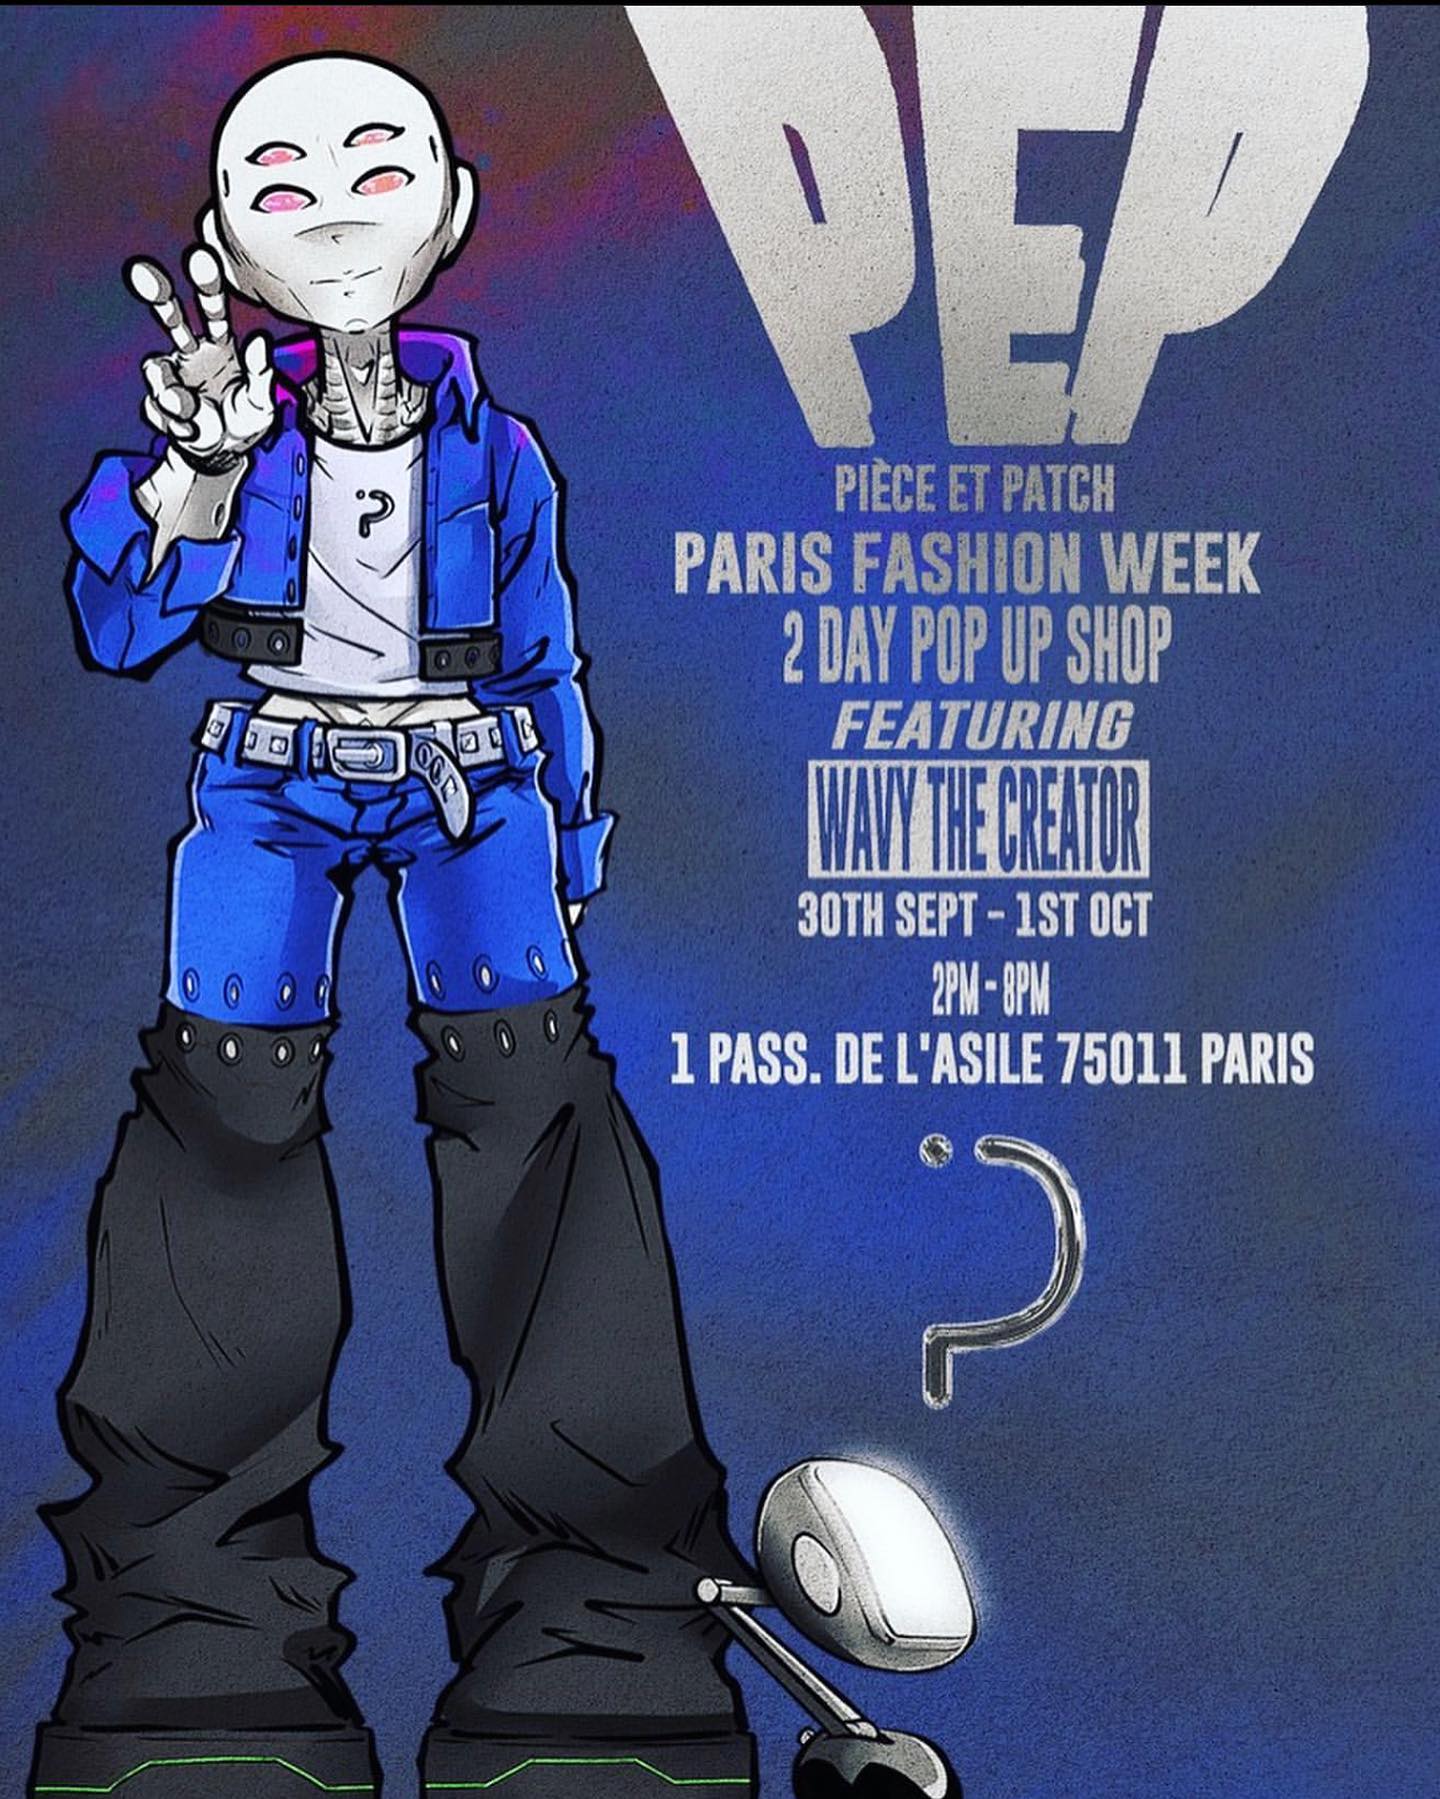 PEP
PIÈCE ET PATCH
PARIS FASHION WEEK
2 DAY POP UP SHOP
FEATURING
WAVY THE CREATOR
30TH SEPT - 1ST OCT
2PM - 8PM
1 PASS. DE L'ASILE 75011 PARIS